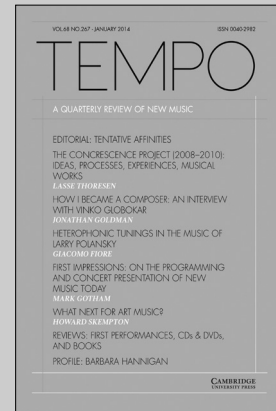 VOL.68 NO.267 - JANUARY 2014 ISSN 0040-2982
TEMPO
A QUARTERLY REVIEW OF NEW MUSIC
EDITORIAL: TENTATIVE AFFINITIES
THE CONCRESCENCE PROJECT (2008–2010):
IDEAS, PROCESSES, EXPERIENCES, MUSICAL
WORKS
LASSE THORESEN
HOW I BECAME A COMPOSER: AN INTERVIEW
WITH VINKO GLOBOKAR
JONATHAN GOLDMAN
HETEROPHONIC TUNINGS IN THE MUSIC OF
LARRY POLANSKY
GIACOMO FIORE
FIRST IMPRESSIONS: ON THE PROGRAMMING
AND CONCERT PRESENTATION OF NEW
MUSIC TODAY
MARK GOTHAM
WHAT NEXT FOR ART MUSIC?
HOWARD SKEMPTON
REVIEWS: FIRST PERFORMANCES, CDs & DVDs,
AND BOOKS
PROFILE: BARBARA HANNIGAN
CAMBRIDGE
UNIVERSITY PRESS